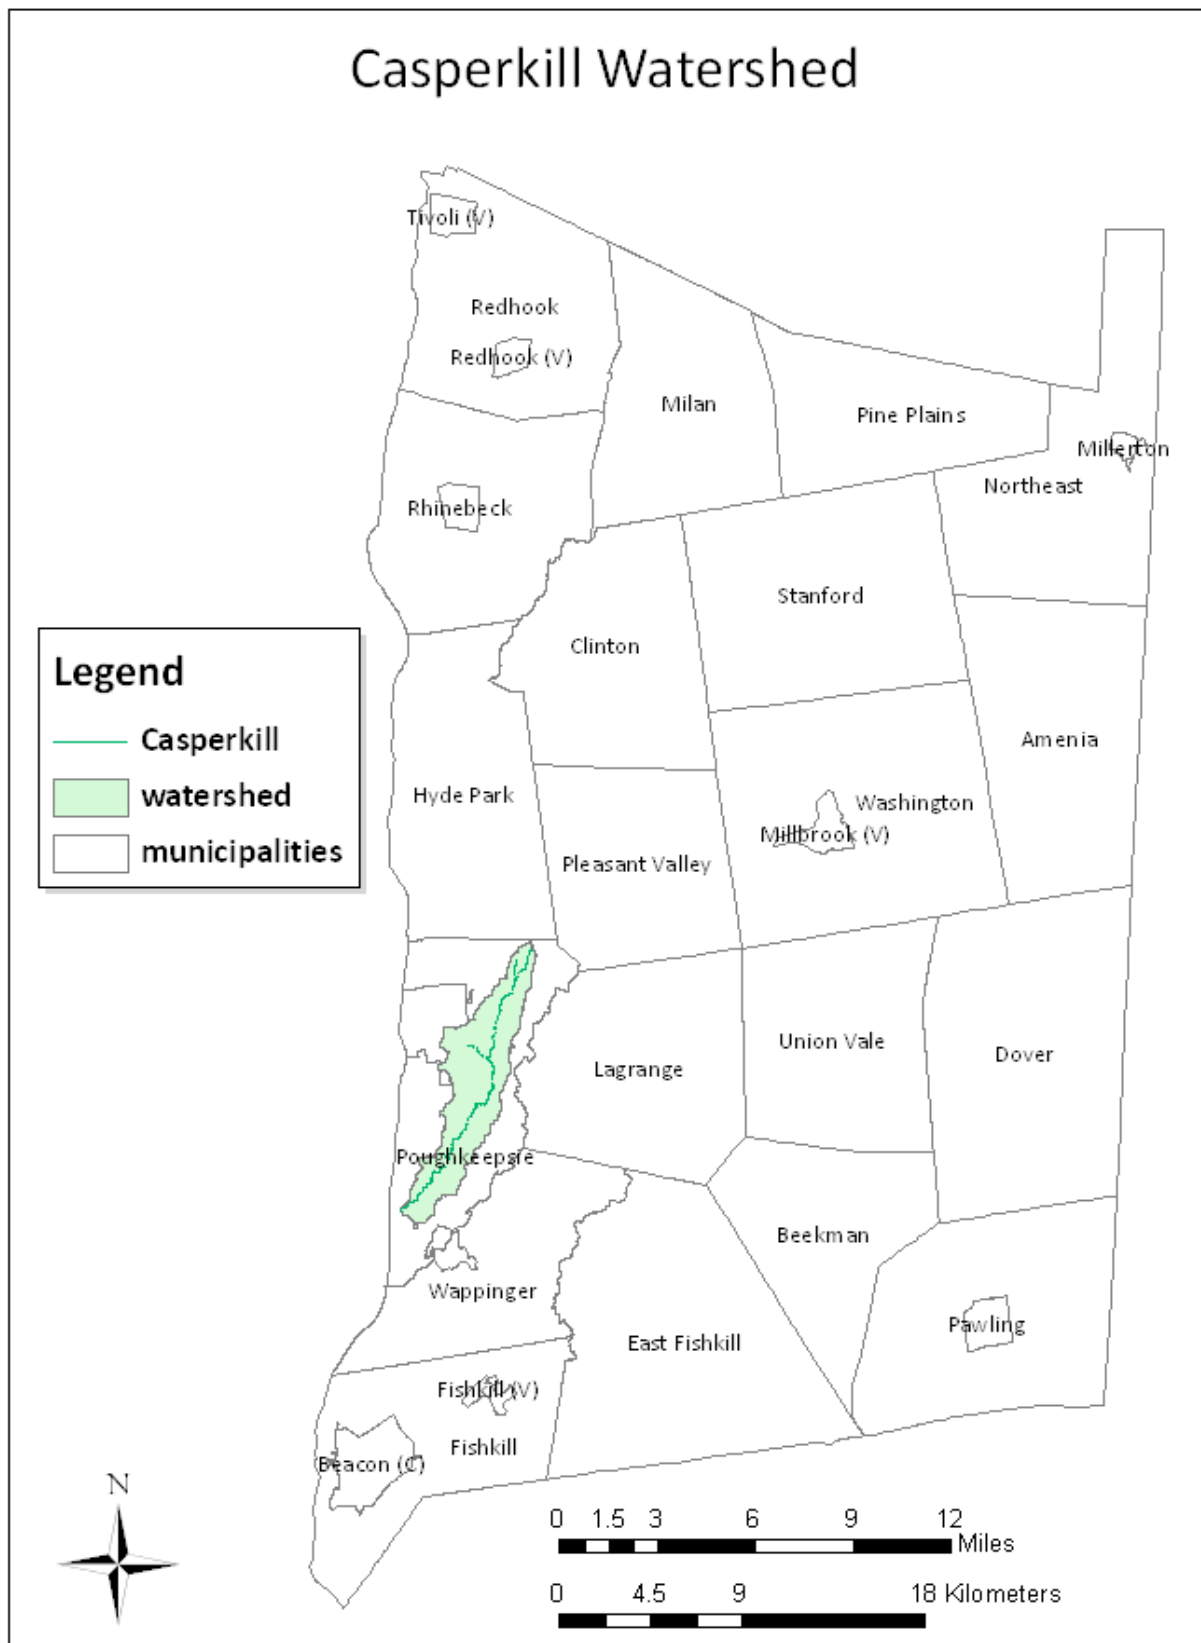 Casperkill Watershed
Tivoli (V)
Redhook
Redhook (V)
Milan
Pine Plains
Millerton
Northeast
Rhinebeck
Stanford
Clinton
Legend
Casperkill
watershed
municipalities
Amenia
Hyde Park
Washington
Millbrook (V)
Pleasant Valley
Union Vale
Dover
Lagrange
Poughkeepsie
Beekman
Wappinger
Pawling
East Fishkill
Fishkill (V)
Fishkill
Beacon (C)
N
0 1.5 3 6 9 12
Miles
0 4.5 9 18 Kilometers